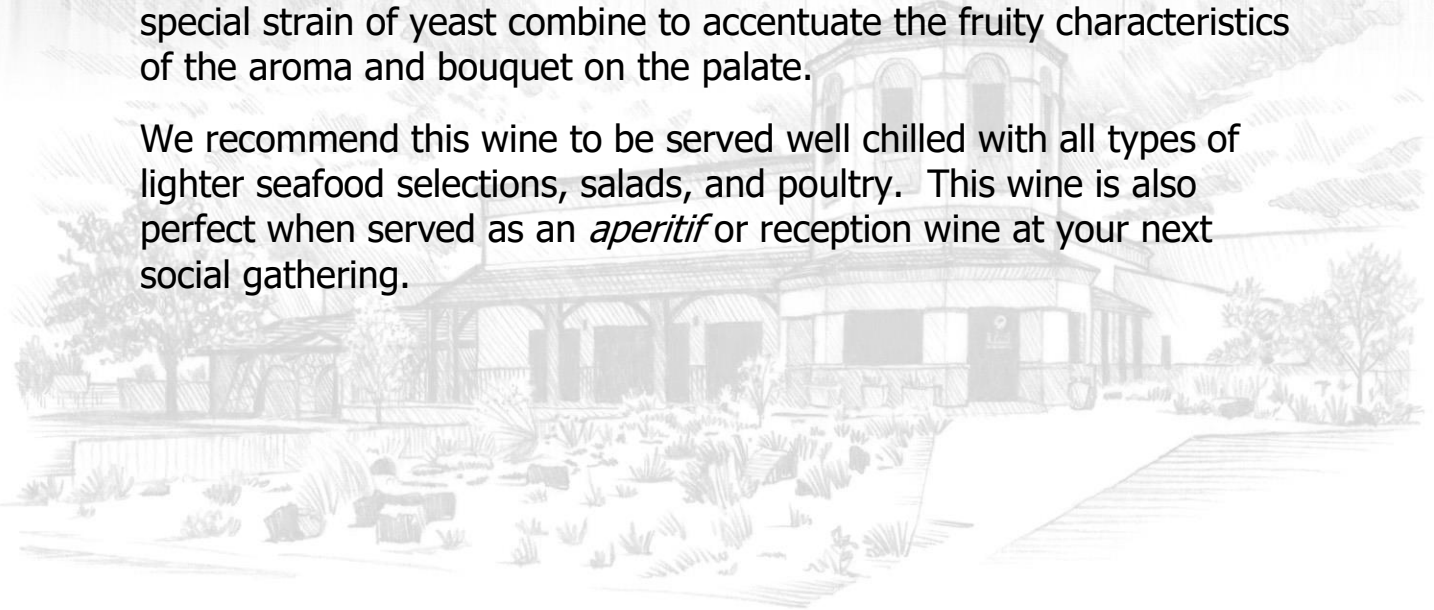 special strain of yeast combine to accentuate the fruity characteristics
of the aroma and bouquet on the palate.
We recommend this wine to be served well chilled with all types of
lighter seafood selections, salads, and poultry.  This wine is also
perfect when served as an aperitif or reception wine at your next
social gathering.